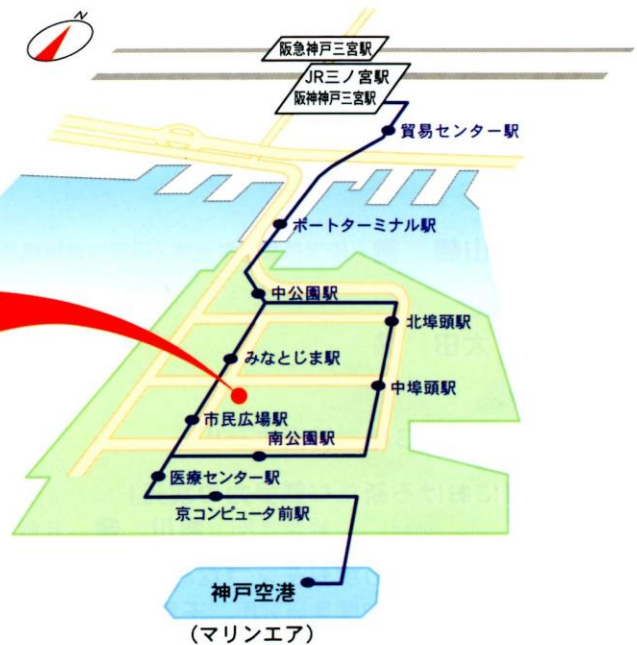 N
阪急神戸三宮駅
JR三ノ宮駅
阪神神戸三宮駅
貿易センター駅
ポートターミナル駅
中公園駅
北埠頭駅
みなとじま駅
中埠頭駅
市民広場駅
南公園駅
医療センター駅
京コンピュータ前駅
神戸空港
(マリンエア)